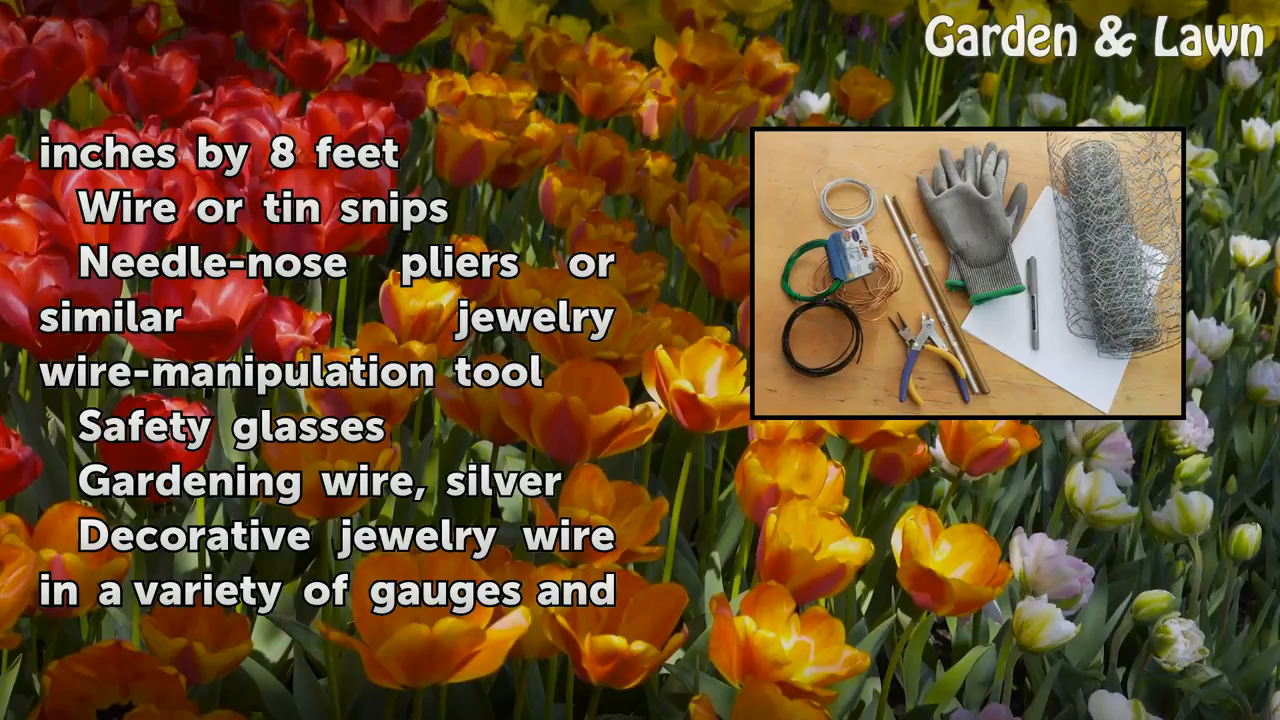 Garden & Lawn
inches by 8 feet
Wire or tin snips
Needle-nose pliers or
similar jewelry
wire-manipulation tool
Safety glasses
Gardening wire, silver
Decorative jewelry wire
in a variety of gauges and